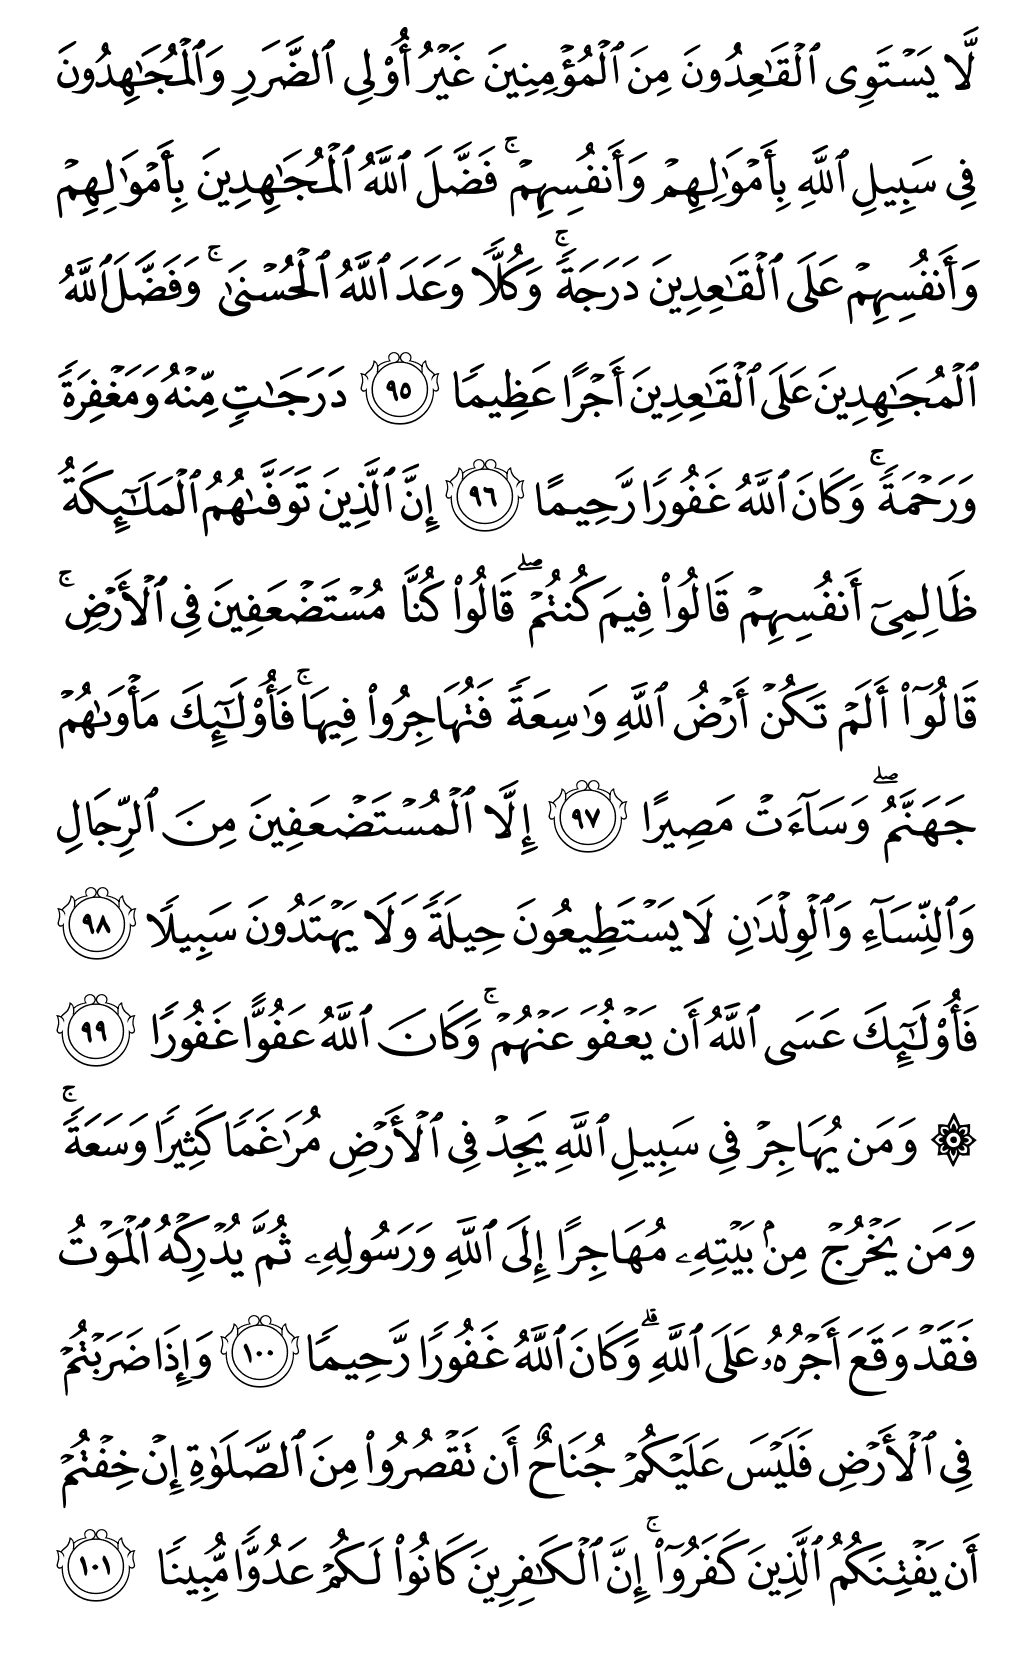 لَّا يَسْتَوِى ٱلْقَٰعِدُونَ مِنَ ٱلْمُؤْمِنِينَ غَيْرُ أُو۟لِى ٱلضَّرَرِ وَٱلْمُجَٰهِدُونَ
فِى سَبِيلِ ٱللَّهِ بِأَمْوَٰلِهِمْ وَأَنفُسِهِمْ ۚ فَضَّلَ ٱللَّهُ ٱلْمُجَٰهِدِينَ بِأَمْوَٰلِهِمْ
وَأَنفُسِهِمْ عَلَى ٱلْقَٰعِدِينَ دَرَجَةً ۚ وَكُلًّا وَعَدَ ٱللَّهُ ٱلْحُسْنَىٰ ۚ وَفَضَّلَ ٱللَّهُ
ٱلْمُجَٰهِدِينَ عَلَى ٱلْقَٰعِدِينَ أَجْرًا عَظِيمًا ٩٥ دَرَجَٰتٍ مِّنْهُ وَمَغْفِرَةً
وَرَحْمَةً ۚ وَكَانَ ٱللَّهُ غَفُورًا رَّحِيمًا ٩٦ إِنَّ ٱلَّذِينَ تَوَفَّىٰهُمُ ٱلْمَلَٰٓئِكَةُ
ظَالِمِىٓ أَنفُسِهِمْ قَالُوا۟ فِيمَ كُنتُمْ ۖ قَالُوا۟ كُنَّا مُسْتَضْعَفِينَ فِى ٱلْأَرْضِ ۚ
قَالُوٓا۟ أَلَمْ تَكُنْ أَرْضُ ٱللَّهِ وَٰسِعَةً فَتُهَاجِرُوا۟ فِيهَا ۚ فَأُو۟لَٰٓئِكَ مَأْوَىٰهُمْ
جَهَنَّمُ ۖ وَسَآءَتْ مَصِيرًا ٩٧ إِلَّا ٱلْمُسْتَضْعَفِينَ مِنَ ٱلرِّجَالِ
وَٱلنِّسَآءِ وَٱلْوِلْدَٰنِ لَا يَسْتَطِيعُونَ حِيلَةً وَلَا يَهْتَدُونَ سَبِيلًا ٩٨
فَأُو۟لَٰٓئِكَ عَسَى ٱللَّهُ أَن يَعْفُوَ عَنْهُمْ ۚ وَكَانَ ٱللَّهُ عَفُوًّا غَفُورًا ٩٩
۞ وَمَن يُهَاجِرْ فِى سَبِيلِ ٱللَّهِ يَجِدْ فِى ٱلْأَرْضِ مُرَٰغَمًا كَثِيرًا وَسَعَةً ۚ
وَمَن يَخْرُجْ مِنۢ بَيْتِهِۦ مُهَاجِرًا إِلَى ٱللَّهِ وَرَسُولِهِۦ ثُمَّ يُدْرِكْهُ ٱلْمَوْتُ
فَقَدْ وَقَعَ أَجْرُهُۥ عَلَى ٱللَّهِ ۗ وَكَانَ ٱللَّهُ غَفُورًا رَّحِيمًا ١٠٠ وَإِذَا ضَرَبْتُمْ
فِى ٱلْأَرْضِ فَلَيْسَ عَلَيْكُمْ جُنَاحٌ أَن تَقْصُرُوا۟ مِنَ ٱلصَّلَوٰةِ إِنْ خِفْتُمْ
أَن يَفْتِنَكُمُ ٱلَّذِينَ كَفَرُوٓا۟ ۚ إِنَّ ٱلْكَٰفِرِينَ كَانُوا۟ لَكُمْ عَدُوًّا مُّبِينًا ١٠١